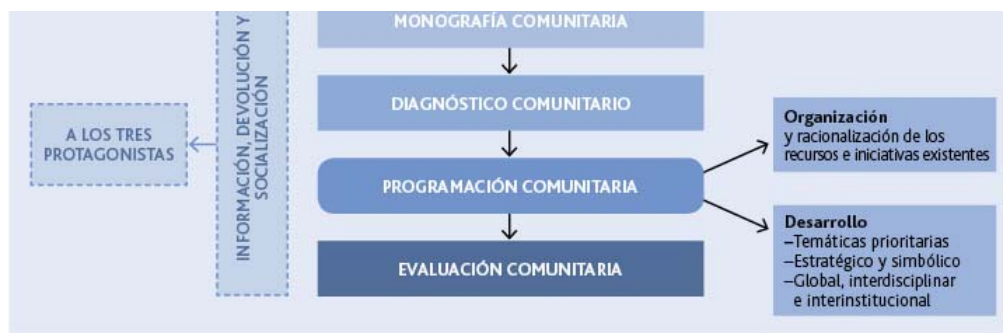 MONOGRAFÍA COMUNITARIA
INFORMACIÓN, DEVOLUCIÓN Y
SOCIALIZACIÓN
DIAGNÓSTICO COMUNITARIO
A LOS TRES
PROTAGONISTAS
PROGRAMACIÓN COMUNITARIA
Organización
y racionalización de los
recursos e iniciativas existentes
EVALUACIÓN COMUNITARIA
Desarrollo
–Temáticas prioritarias
–Estratégico y simbólico
–Global, interdisciplinar
e interinstitucional